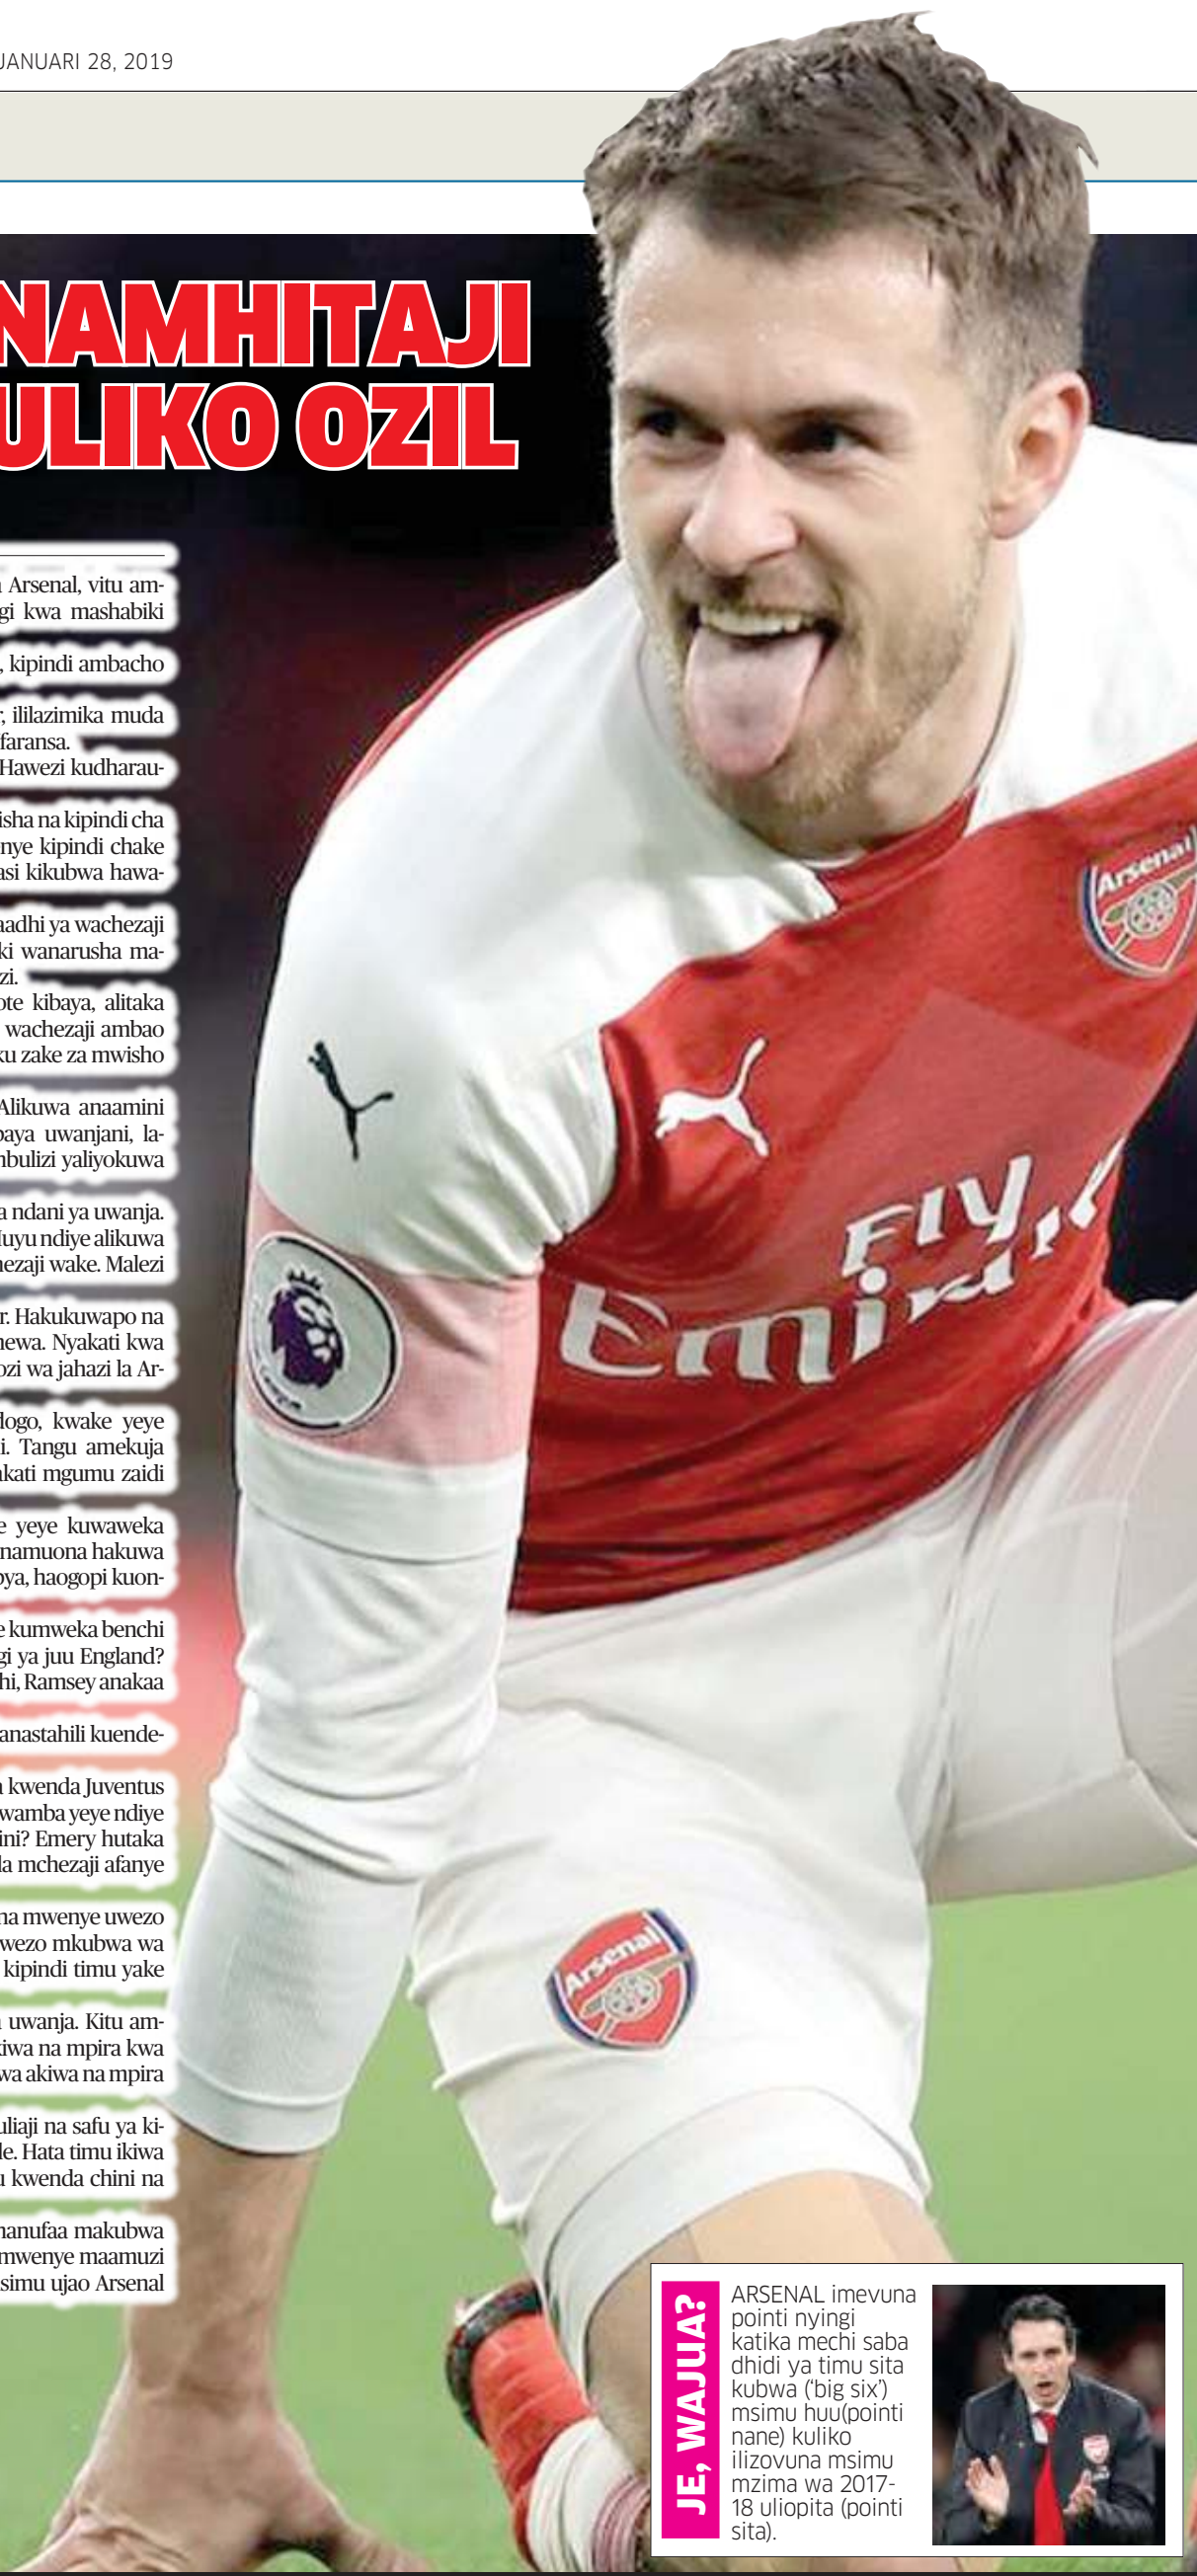 JANUARI 28, 2019
NAMHITAJI
ULIKO OZIL
Arsenal, vitu am-
gi kwa mashabiki
, kipindi ambacho
, ililazimika muda
faransa.
Hawezi kudharau-
isha na kipindi cha
nye kipindi chake
asi kikubwa hawa-
aadhi ya wachezaji
ki wanarusha ma-
zi.
ote kibaya, alitaka
wachezaji ambao
ku zake za mwisho
Alikuwa anaamini
baya uwanjani, la-
mbulizi yaliyokuwa
a ndani ya uwanja.
Huyu ndiye alikuwa
hezaji wake. Malezi
r. Hakukuwapo na
hewa. Nyakati kwa
ozi wa jahazi la Ar-
dogo, kwake yeye
i. Tangu amekuja
akati mgumu zaidi
e yeye kuwaweka
namuona hakuwa
pya, haogopi kuon-
e kumweka benchi
gi ya juu England?
hi, Ramsey anakaa
anastahili kuende-
a kwenda Juventus
wamba yeye ndiye
ini? Emery hutaka
la mchezaji afanye
na mwenye uwezo
wezo mkubwa wa
kipindi timu yake
uwanja. Kitu am-
kiwa na mpira kwa
wa akiwa na mpira
uliaji na safu ya ki-
le. Hata timu ikiwa
u kwenda chini na
manufaa makubwa
mwenye maamuzi
simu ujao Arsenal
Arsenal
Fly
Emirates
Arsenal
JE, WAJUA?
ARSENAL imevuna
pointi nyingi
katika mechi saba
dhidi ya timu sita
kubwa (‘big six’)
msimu huu(pointi
nane) kuliko
ilizovuna msimu
mzima wa 2017-
18 uliopita (pointi
sita).